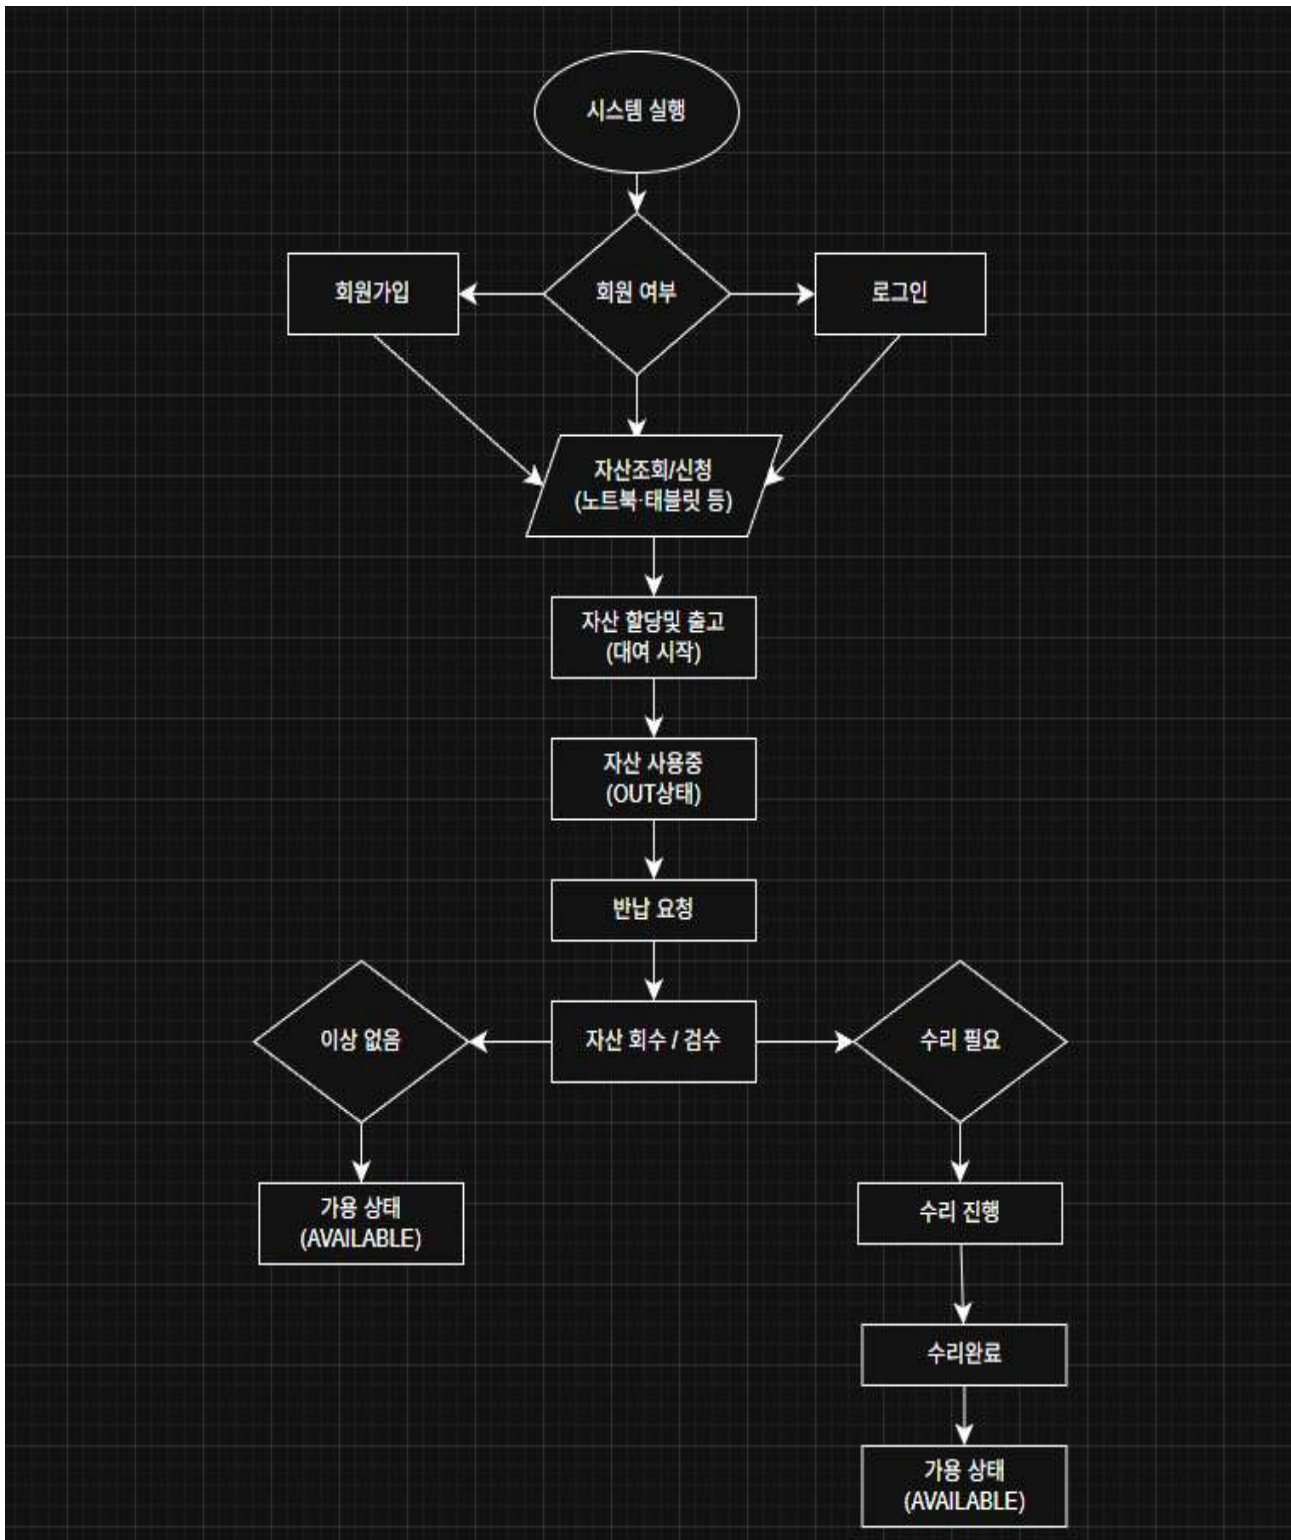 시스템 실행
회원가입
회원 여부
로그인
자산조회/신청
(노트북·태블릿 등)
자산 할당및 출고
(대여 시작)
자산 사용중
(OUT상태)
반납 요청
이상 없음
자산 회수 / 검수
수리 필요
가용 상태
(AVAILABLE)
수리 진행
수리완료
가용 상태
(AVAILABLE)